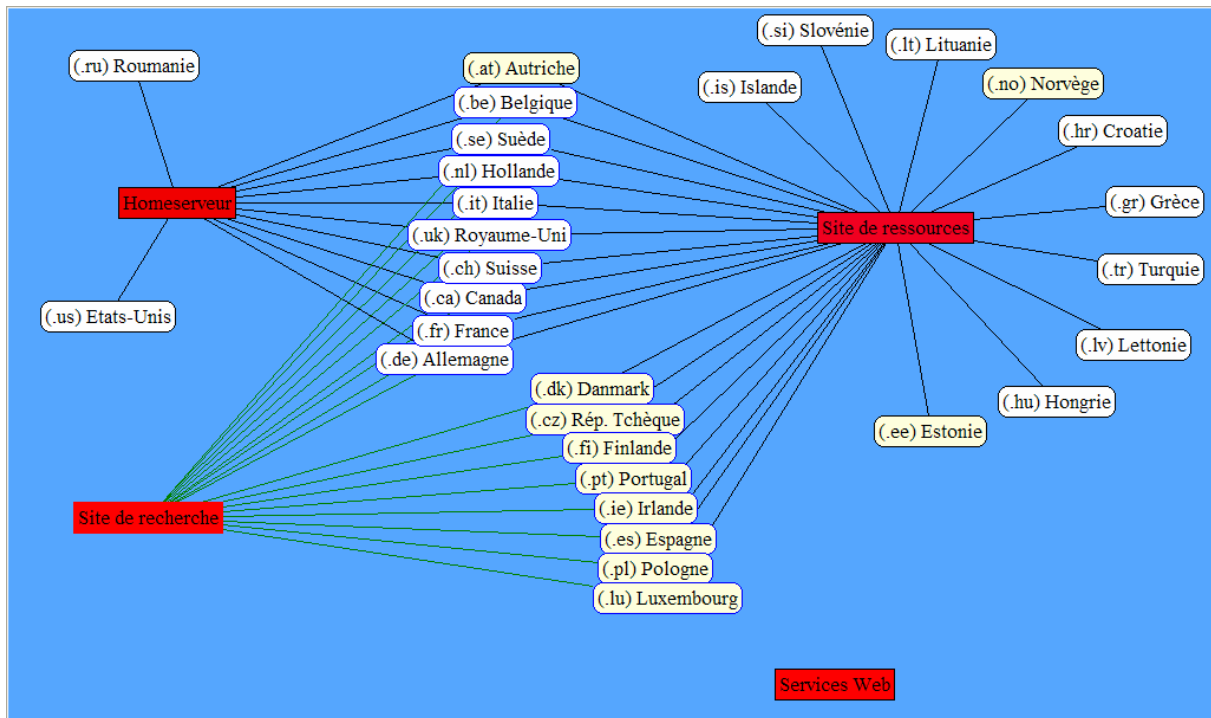 (.si) Slovénie
(.lt) Lituanie
(.ru) Roumanie
(.at) Autriche
(.is) Islande
(.no) Norvège
(.be) Belgique
(.se) Suède
(.hr) Croatie
(.nl) Hollande
Homeserveur
(.it) Italie
(.gr) Grèce
(.uk) Royaume-Uni
Site de ressources
(.ch) Suisse
(.tr) Turquie
(.ca) Canada
(.us) Etats-Unis
(.fr) France
(.lv) Lettonie
(.de) Allemagne
(.dk) Danmark
(.hu) Hongrie
(.cz) Rép. Tchèque
(.ee) Estonie
(.fi) Finlande
(.pt) Portugal
(.ie) Irlande
Site de recherche
(.es) Espagne
(.pl) Pologne
(.lu) Luxembourg
Services Web